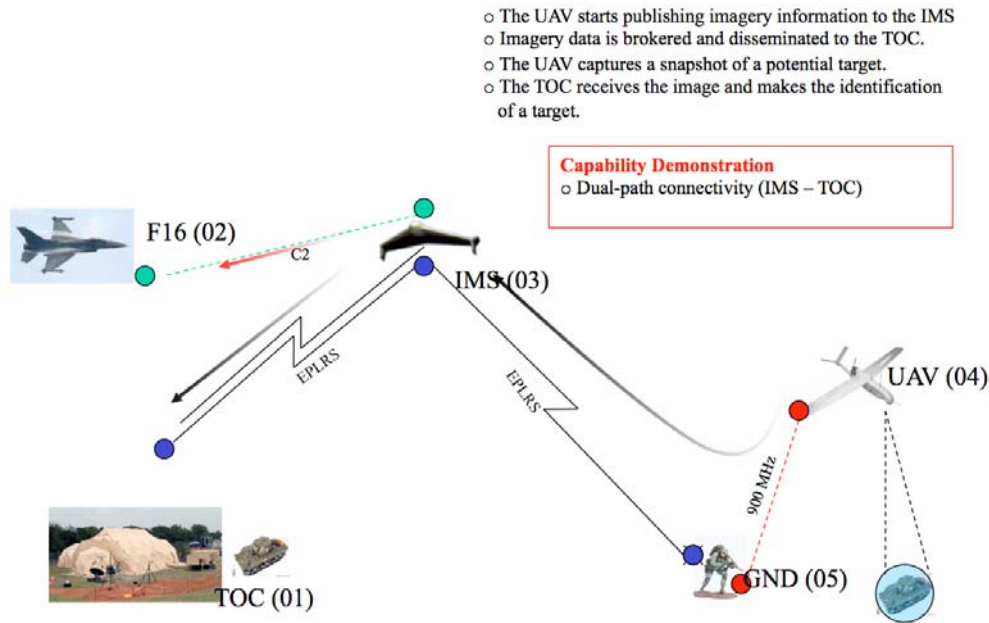 o The UAV starts publishing imagery information to the IMS
o Imagery data is brokered and disseminated to the TOC.
o The UAV captures a snapshot of a potential target.
o The TOC receives the image and makes the identification
of a target.
Capability Demonstration
o Dual-path connectivity (IMS – TOC)
F16 (02)
C2
IMS (03)
EPLRS
EPLRS
UAV (04)
900 MHz
GND (05)
TOC (01)